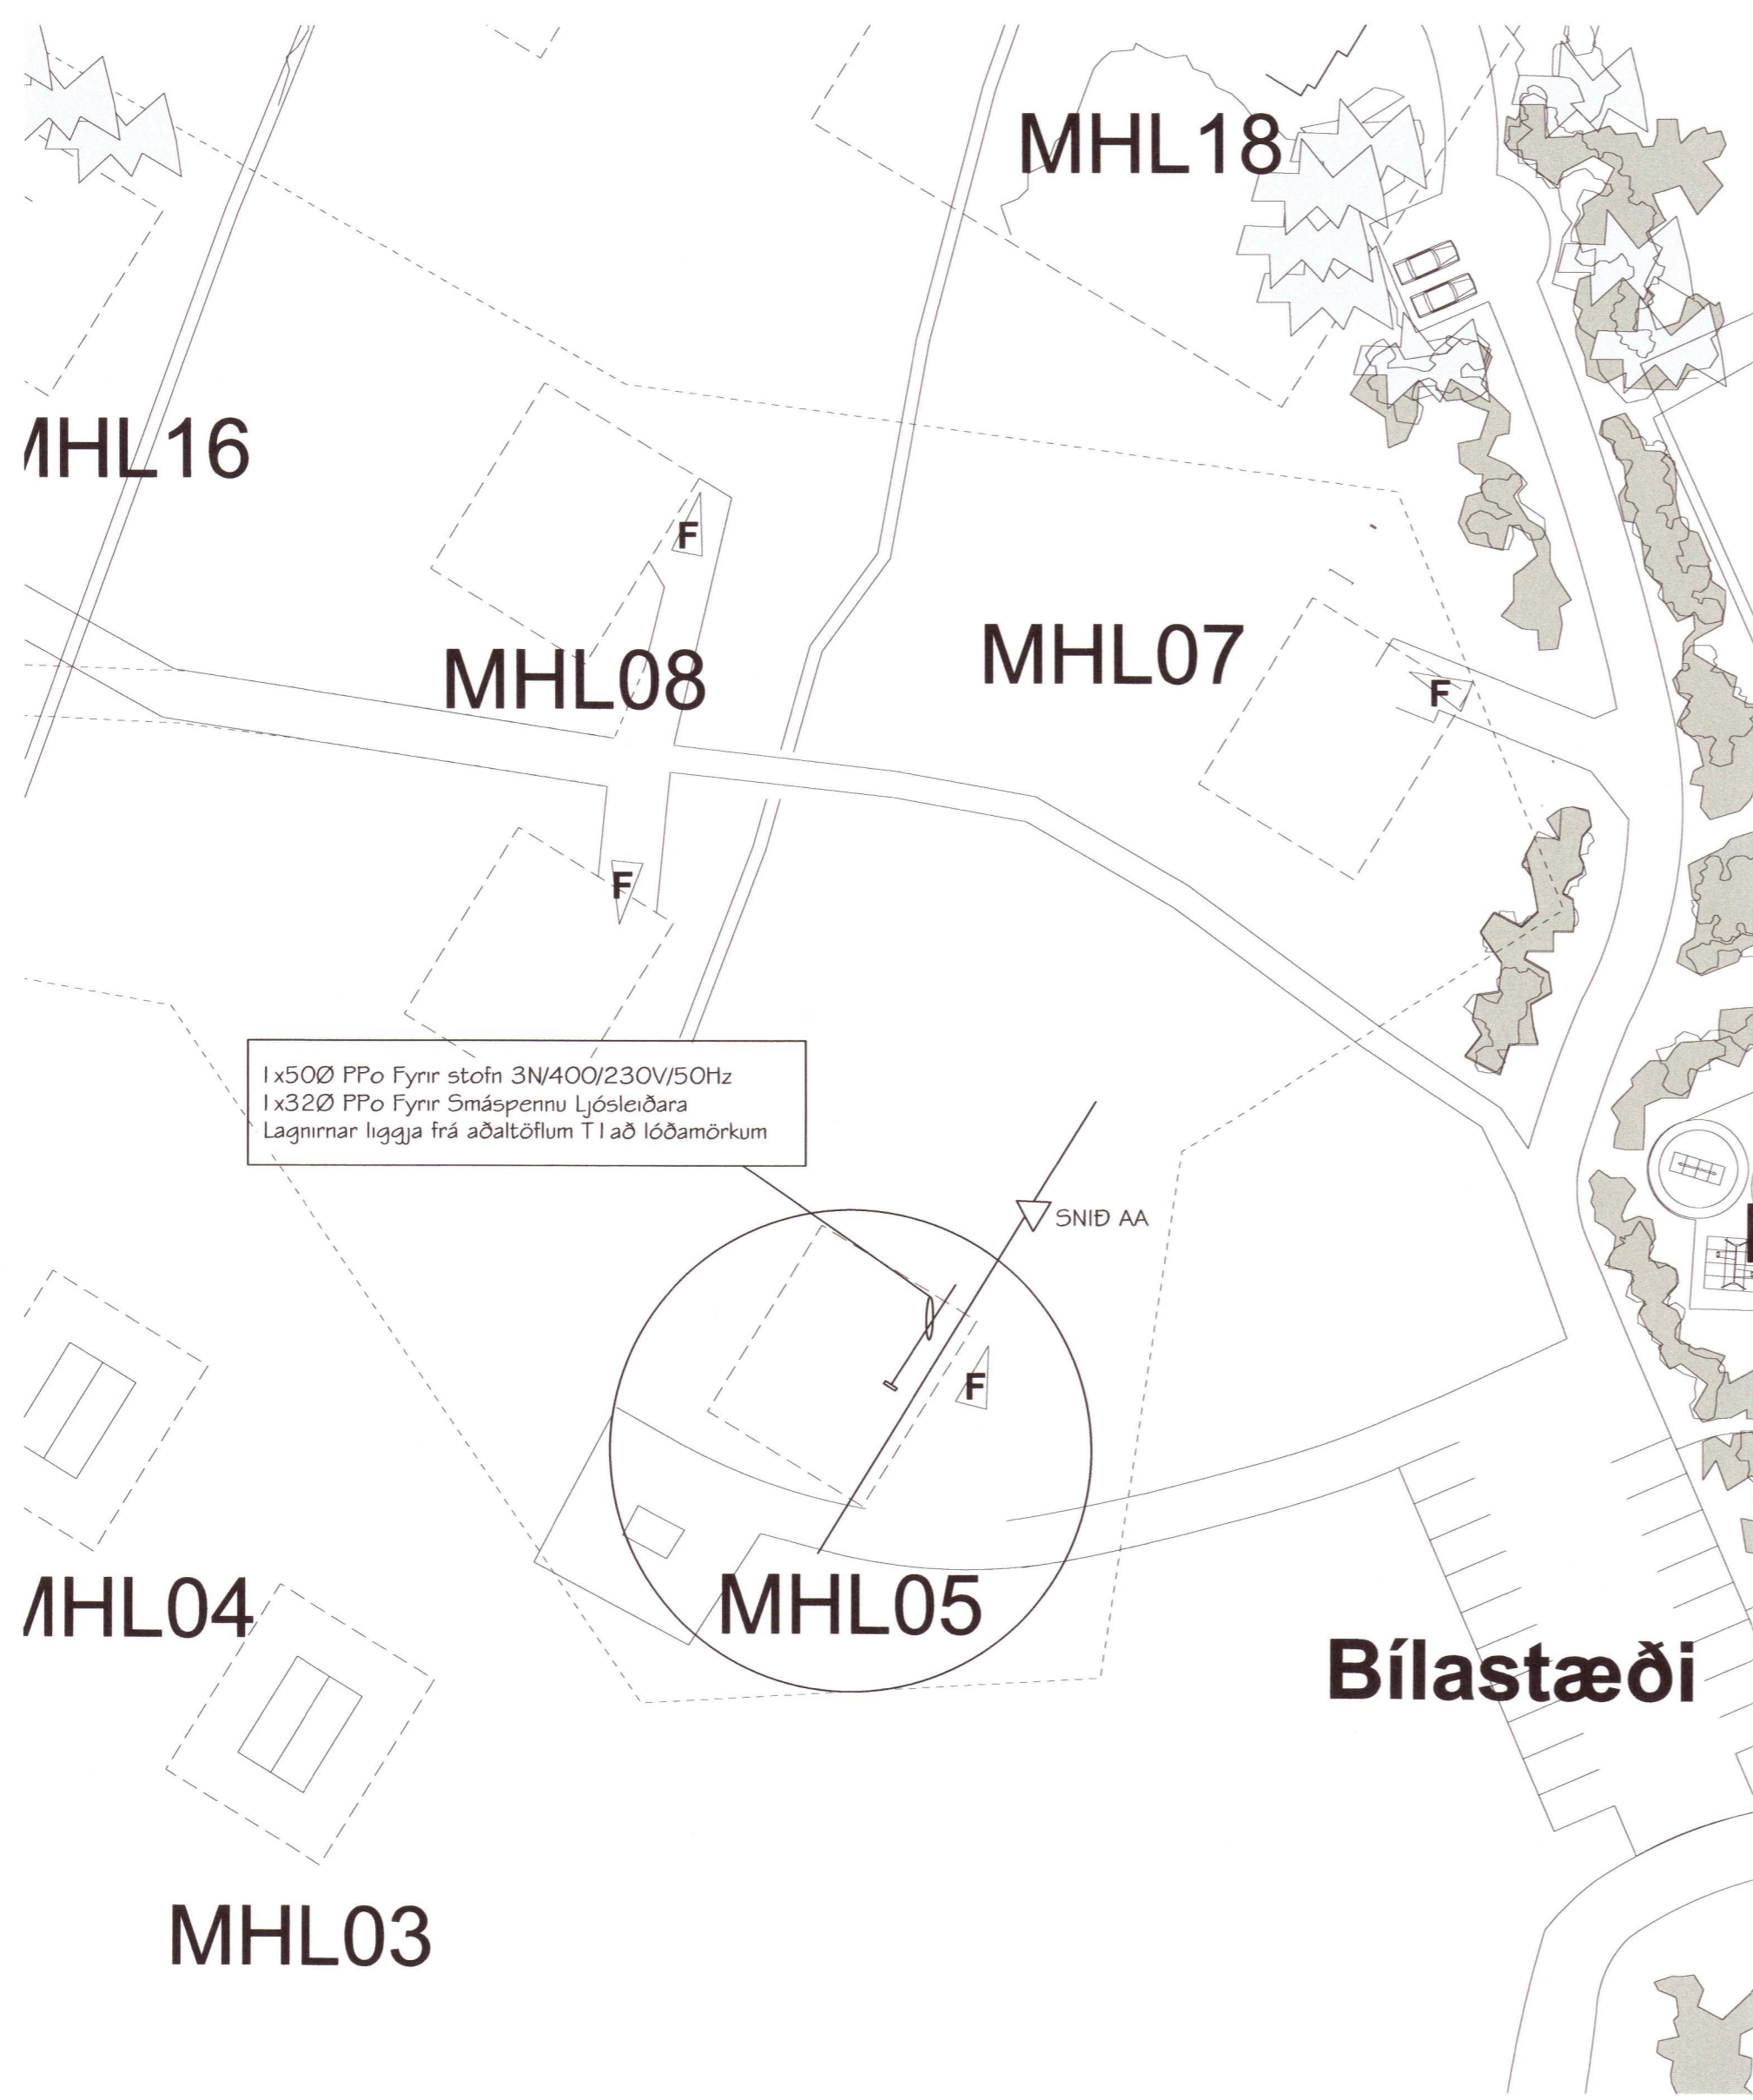 MHL18
MHL16
F
MHL08
MHL07
F
F
1x50Ø PPo Fyrir stofn 3N/400/230V/50Hz
1x32Ø PPo Fyrir Smáspennu Ljósleiðara
Lagnirnar liggja frá aðaltöflum T1 að lóðamörkum
SNIÐ AA
F
MHL04
MHL05
Bílastæði
MHL03